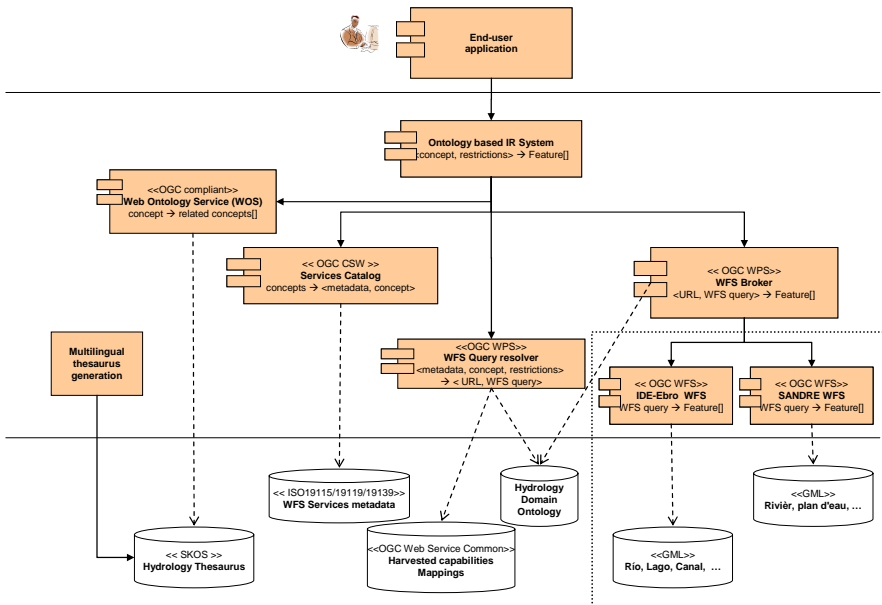 End-user
application
Ontology based IR System
<concept, restrictions> → Feature[]
<<OGC compliant>>
Web Ontology Service (WOS)
concept → related concepts[]
<< OGC CSW >>
Services Catalog
concepts → <metadata, concept>
<< OGC WPS>>
WFS Broker
<URL, WFS query> → Feature[]
Multilingual
thesaurus
generation
<<OGC WPS>>
WFS Query resolver
<metadata, concept, restrictions>
→ < URL, WFS query>
<< OGC WFS>>
IDE-Ebro WFS
WFS query → Feature[]
<< OGC WFS>>
SANDRE WFS
WFS query → Feature[]
<< ISO19115/19119/19139>>
WFS Services metadata
Hydrology
Domain
Ontology
<<GML>>
Rivièr, plan d'eau, …
<< SKOS >>
Hydrology Thesaurus
<<OGC Web Service Common>>
Harvested capabilities
Mappings
<<GML>>
Río, Lago, Canal, …